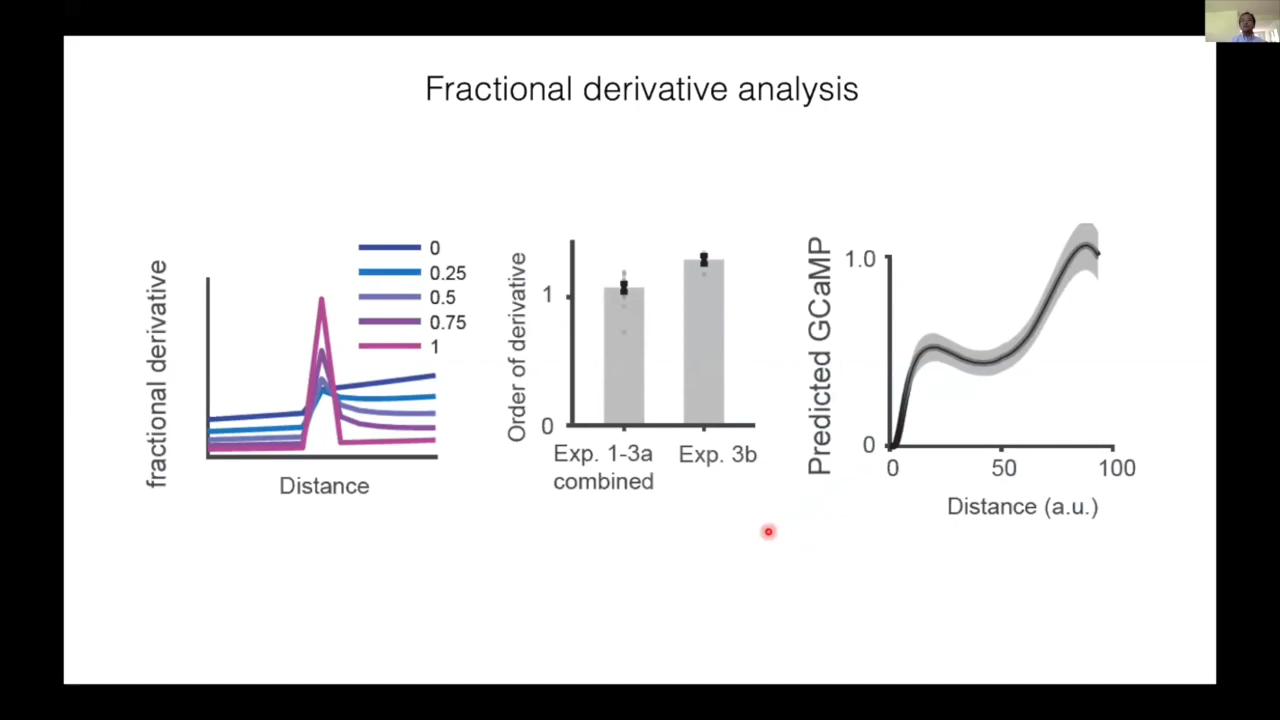 Fractional derivative analysis
fractional derivative
0
0.25
0.5
0.75
1
Distance
Order of derivative
1
0
Exp. 1-3a
combined
Exp. 3b
Predicted GCaMP
1.0
0
0
50
100
Distance (a.u.)